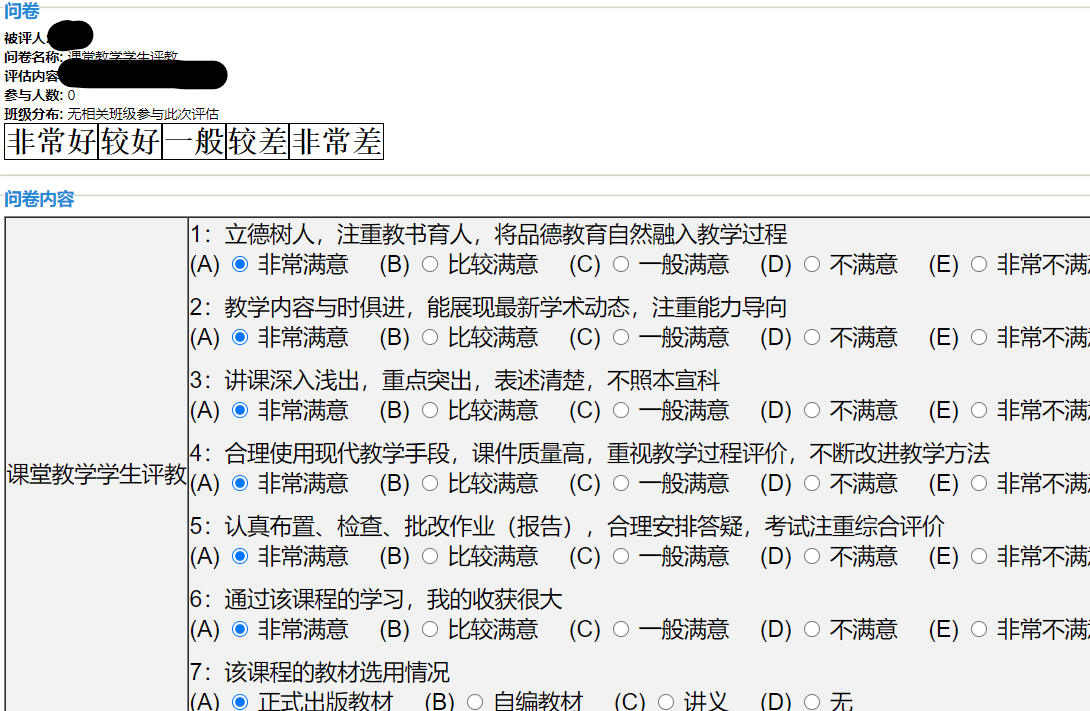 问卷
被评人:
问卷名称: 课堂教学学生评教
评估内容
参与人数: 0
班级分布: 无相关班级参与此次评估
非常好 较好 一般 较差 非常差
问卷内容
课堂教学学生评教
1：立德树人，注重教书育人，将品德教育自然融入教学过程
(A) 非常满意 (B) 比较满意 (C) 一般满意 (D) 不满意 (E) 非常不满意
2：教学内容与时俱进，能展现最新学术动态，注重能力导向
(A) 非常满意 (B) 比较满意 (C) 一般满意 (D) 不满意 (E) 非常不满意
3：讲课深入浅出，重点突出，表述清楚，不照本宣科
(A) 非常满意 (B) 比较满意 (C) 一般满意 (D) 不满意 (E) 非常不满意
4：合理使用现代教学手段，课件质量高，重视教学过程评价，不断改进教学方法
(A) 非常满意 (B) 比较满意 (C) 一般满意 (D) 不满意 (E) 非常不满意
5：认真布置、检查、批改作业（报告），合理安排答疑，考试注重综合评价
(A) 非常满意 (B) 比较满意 (C) 一般满意 (D) 不满意 (E) 非常不满意
6：通过该课程的学习，我的收获很大
(A) 非常满意 (B) 比较满意 (C) 一般满意 (D) 不满意 (E) 非常不满意
7：该课程的教材选用情况
(A) 正式出版教材 (B) 自编教材 (C) 讲义 (D) 无